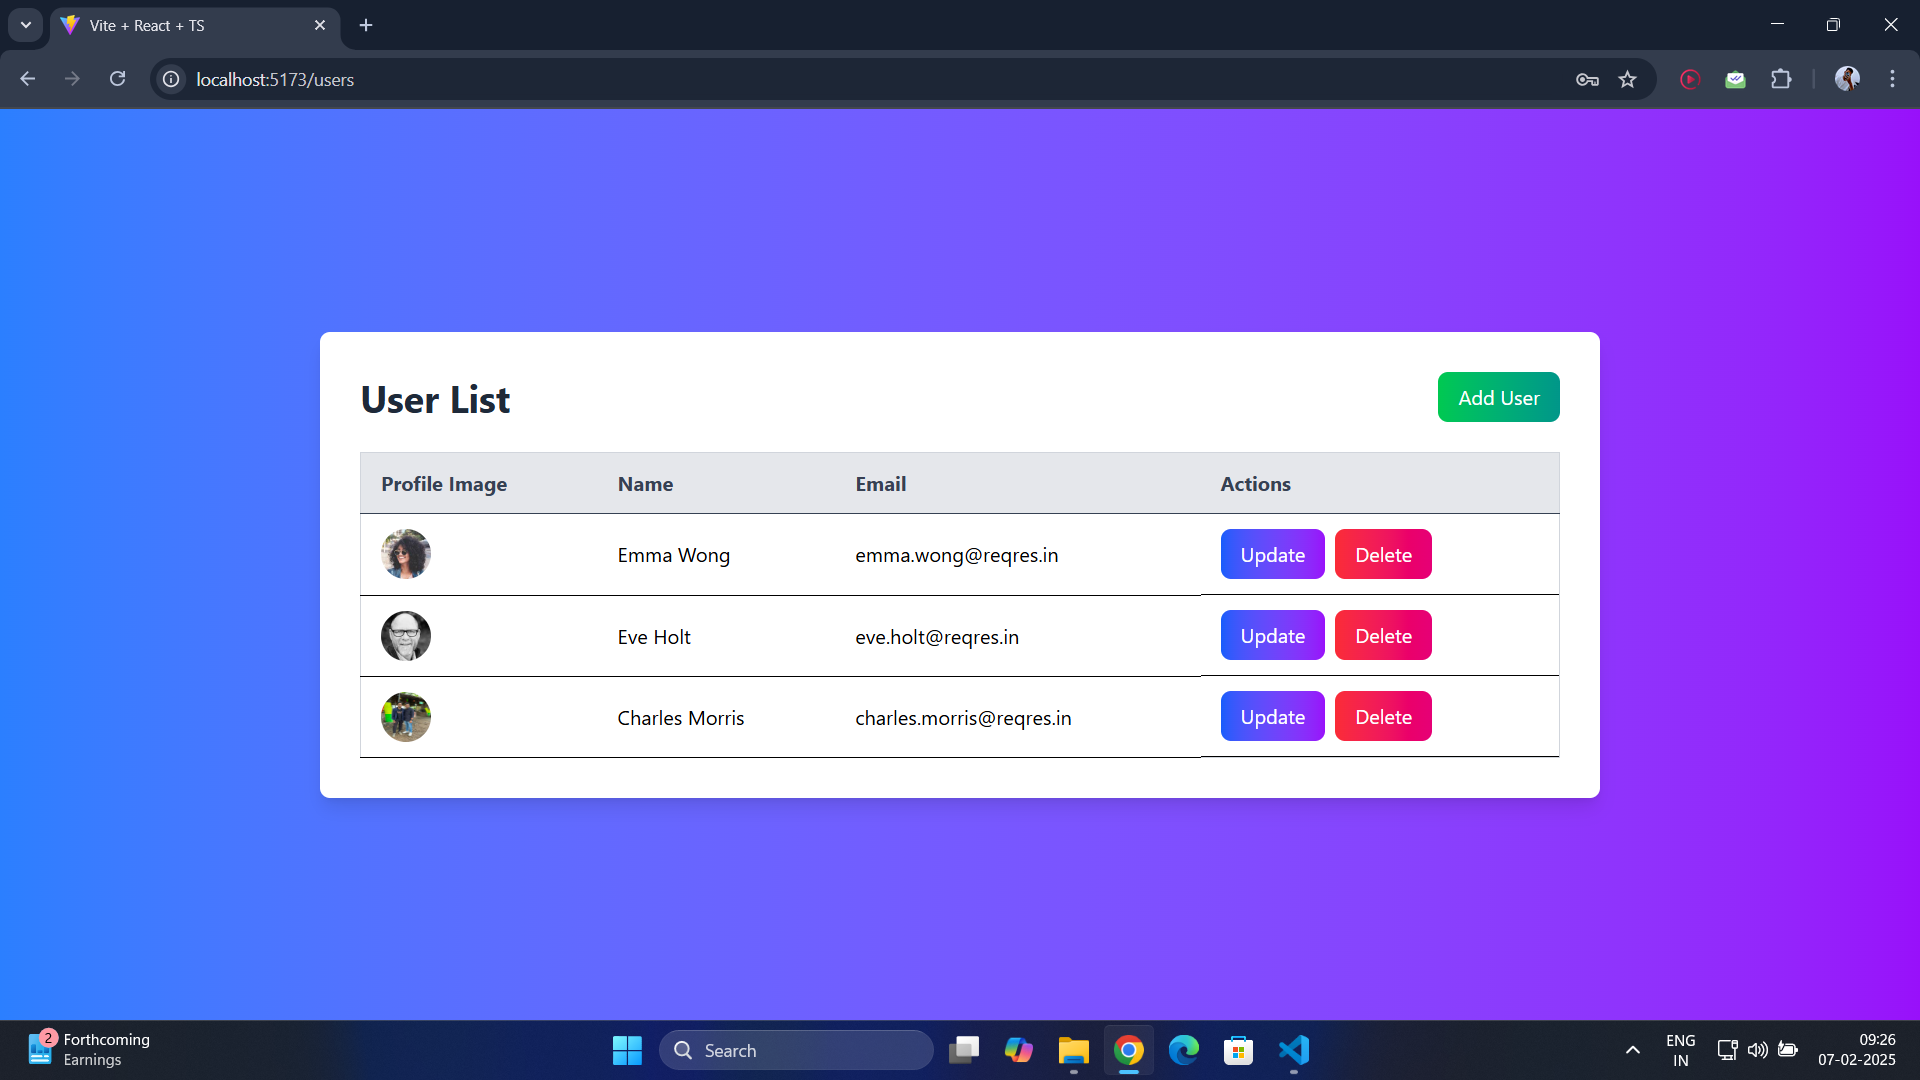 Vite + React + TS
localhost:5173/users
User List
Add User
Profile Image Name Email Actions
Emma Wong emma.wong@reqres.in Update Delete
Eve Holt eve.holt@reqres.in Update Delete
Charles Morris charles.morris@reqres.in Update Delete
2
Forthcoming
Earnings
Search
ENG
IN
09:26
07-02-2025